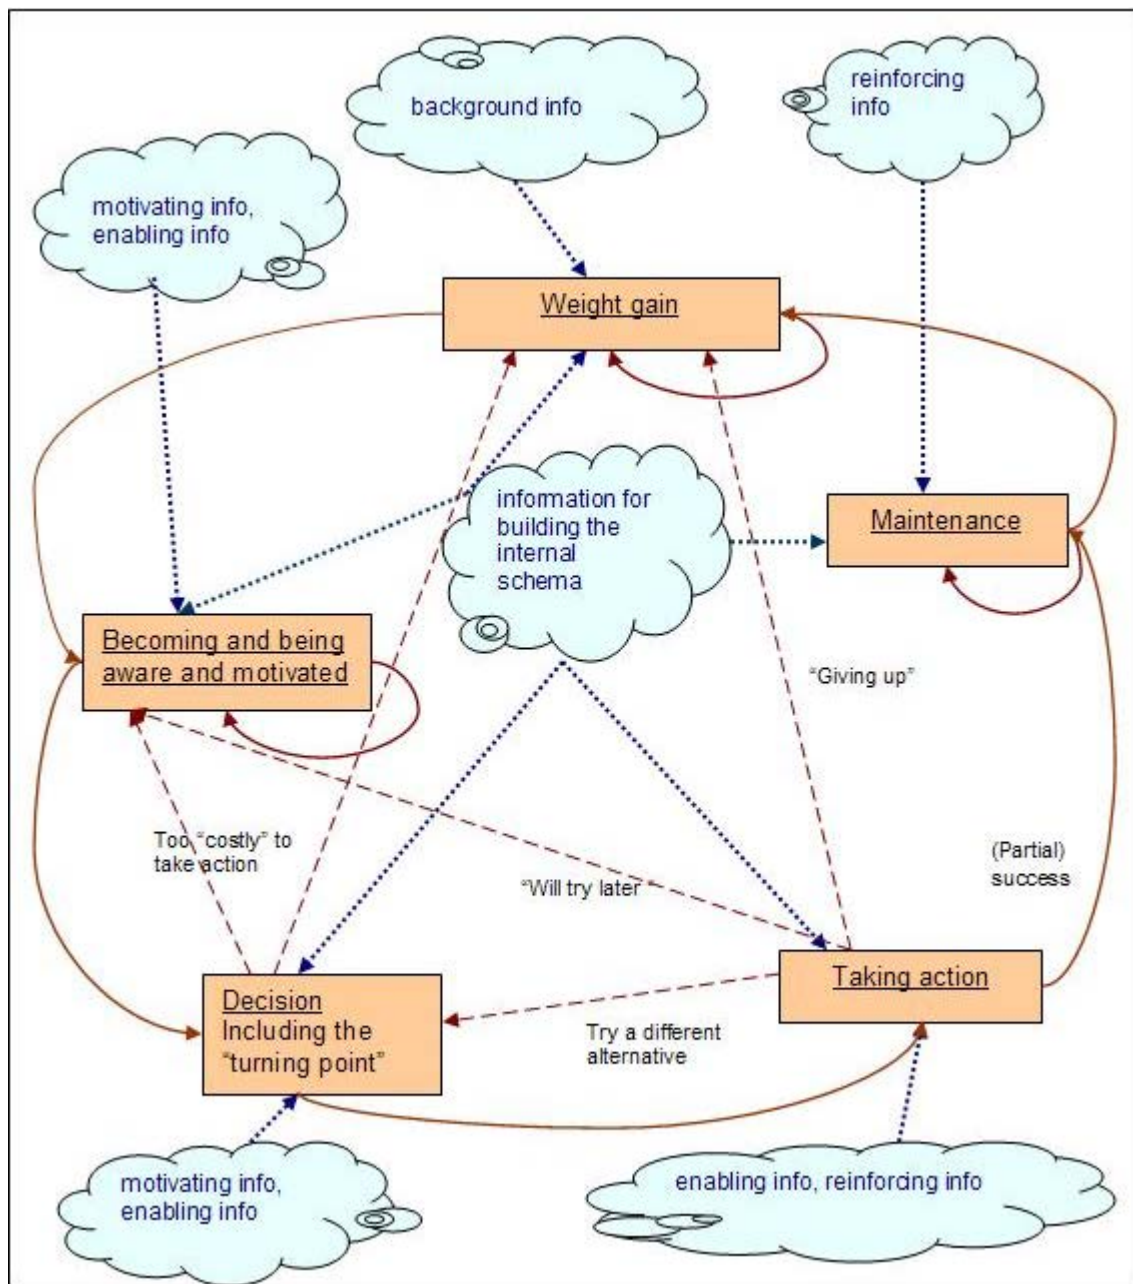 background info
reinforcing
info
motivating info,
enabling info
Weight gain
information for
building the
internal
schema
Maintenance
Becoming and being
aware and motivated
“Giving up”
Too “costly” to
take action
“Will try later”
(Partial)
success
Decision
Including the
“turning point”
Taking action
Try a different
alternative
motivating info,
enabling info
enabling info, reinforcing info